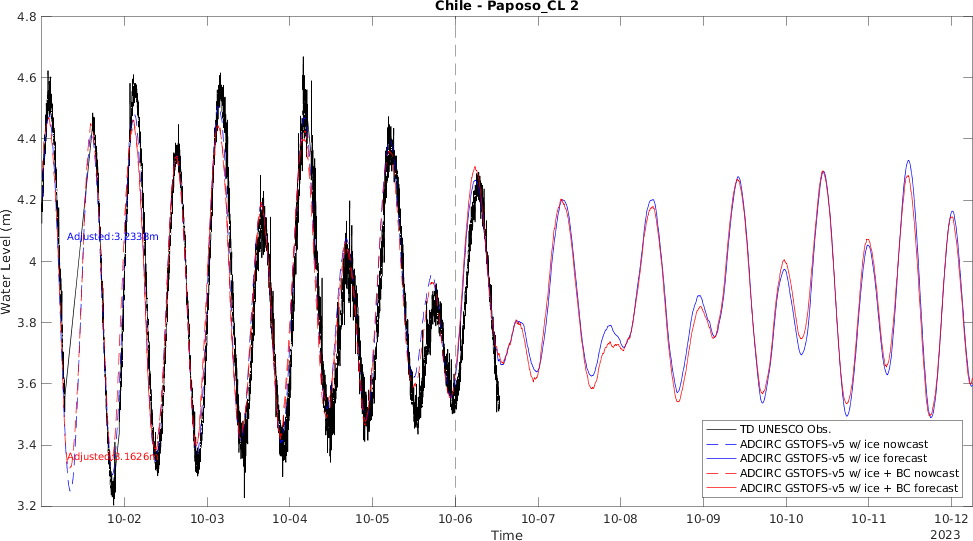 Chile - Paposo_CL 2
4.8
4.6
4.4
4.2
4
3.8
3.6
3.4
3.2
Water Level (m)
Adjusted:3.2333m
Adjusted:3.1626m
TD UNESCO Obs.
ADCIRC GSTOFS-v5 w/ ice nowcast
ADCIRC GSTOFS-v5 w/ ice forecast
ADCIRC GSTOFS-v5 w/ ice + BC nowcast
ADCIRC GSTOFS-v5 w/ ice + BC forecast
10-02 10-03 10-04 10-05 10-06 10-07 10-08 10-09 10-10 10-11 10-12
Time
2023